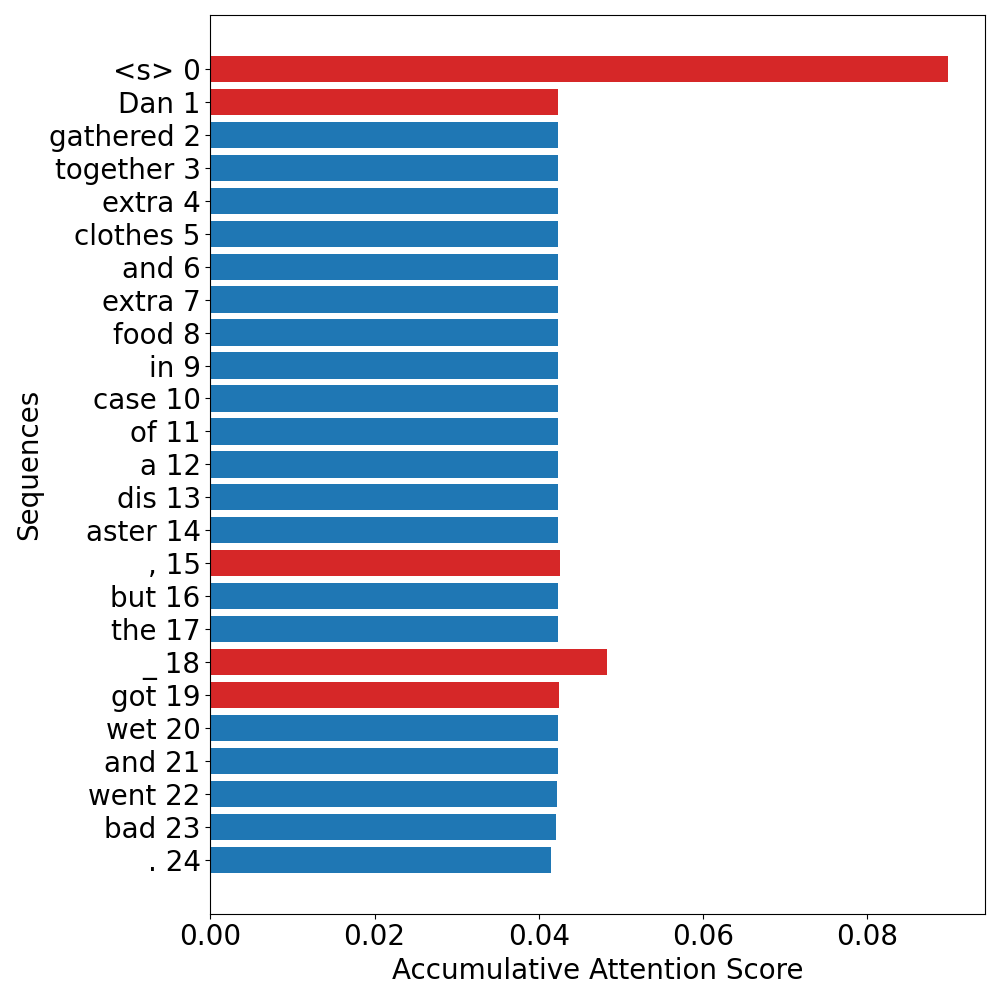 <s> 0
Dan 1
gathered 2
together 3
extra 4
clothes 5
and 6
extra 7
food 8
in 9
case 10
of 11
a 12
dis 13
aster 14
, 15
but 16
the 17
_ 18
got 19
wet 20
and 21
went 22
bad 23
. 24
Sequences
0.00 0.02 0.04 0.06 0.08
Accumulative Attention Score